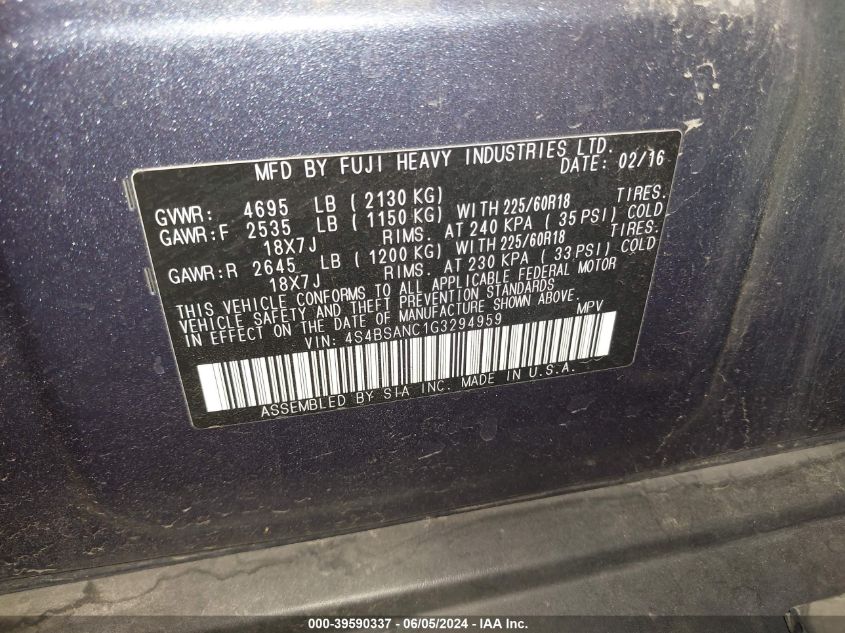 MFD BY FUJI HEAVY INDUSTRIES LTD.
DATE: 02/16
GVWR: 4695 LB (2130 KG)
GAWR:F 2535 LB (1150 KG) WITH 225/60R18 TIRES.
18X7J RIMS. AT 240 KPA (35 PSI) COLD
GAWR:R 2645 LB (1200 KG) WITH 225/60R18 TIRES.
18X7J RIMS. AT 230 KPA (33 PSI) COLD
THIS VEHICLE CONFORMS TO ALL APPLICABLE FEDERAL MOTOR
VEHICLE SAFETY AND THEFT PREVENTION STANDARDS
IN EFFECT ON THE DATE OF MANUFACTURE SHOWN ABOVE.
VIN: 4S4BSANC1G3294959 MPV
ASSEMBLED BY SIA INC. MADE IN U.S.A.
000-39590337 - 06/05/2024 - IAA Inc.